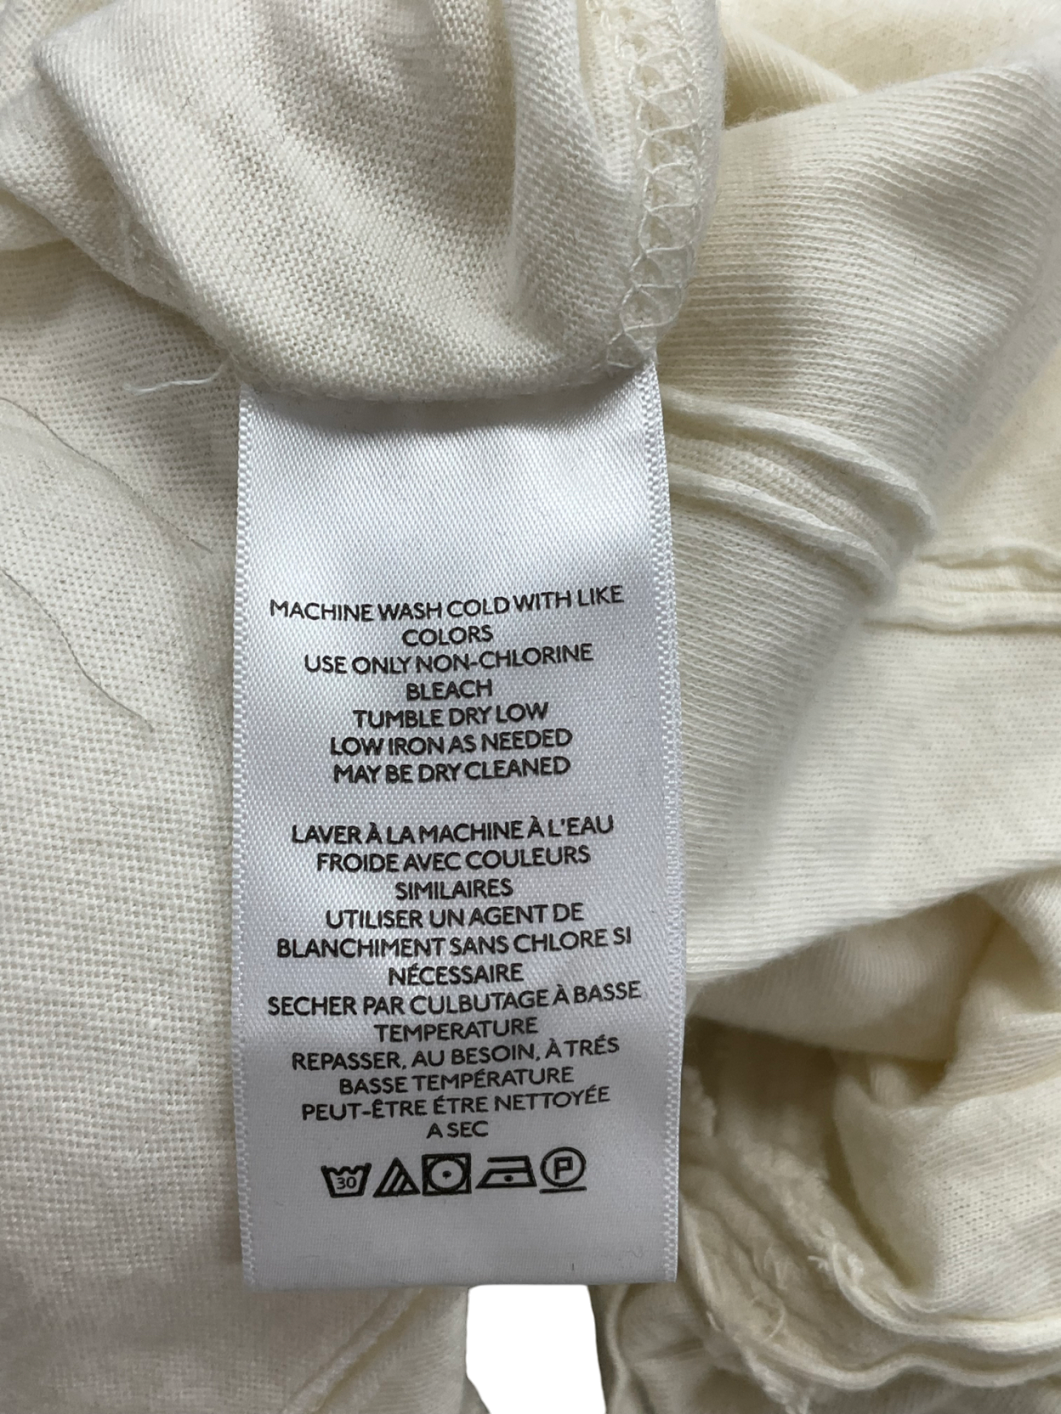 MACHINE WASH COLD WITH LIKE
COLORS
USE ONLY NON-CHLORINE
BLEACH
TUMBLE DRY LOW
LOW IRON AS NEEDED
MAY BE DRY CLEANED
LAVER À LA MACHINE À L'EAU
FROIDE AVEC COULEURS
SIMILAIRES
UTILISER UN AGENT DE
BLANCHIMENT SANS CHLORE SI
NÉCESSAIRE
SECHER PAR CULBUTAGE À BASSE
TEMPERATURE
REPASSER, AU BESOIN, À TRÉS
BASSE TEMPÉRATURE
PEUT-ÊTRE ÉTRE NETTOYÉE
A SEC
30 P